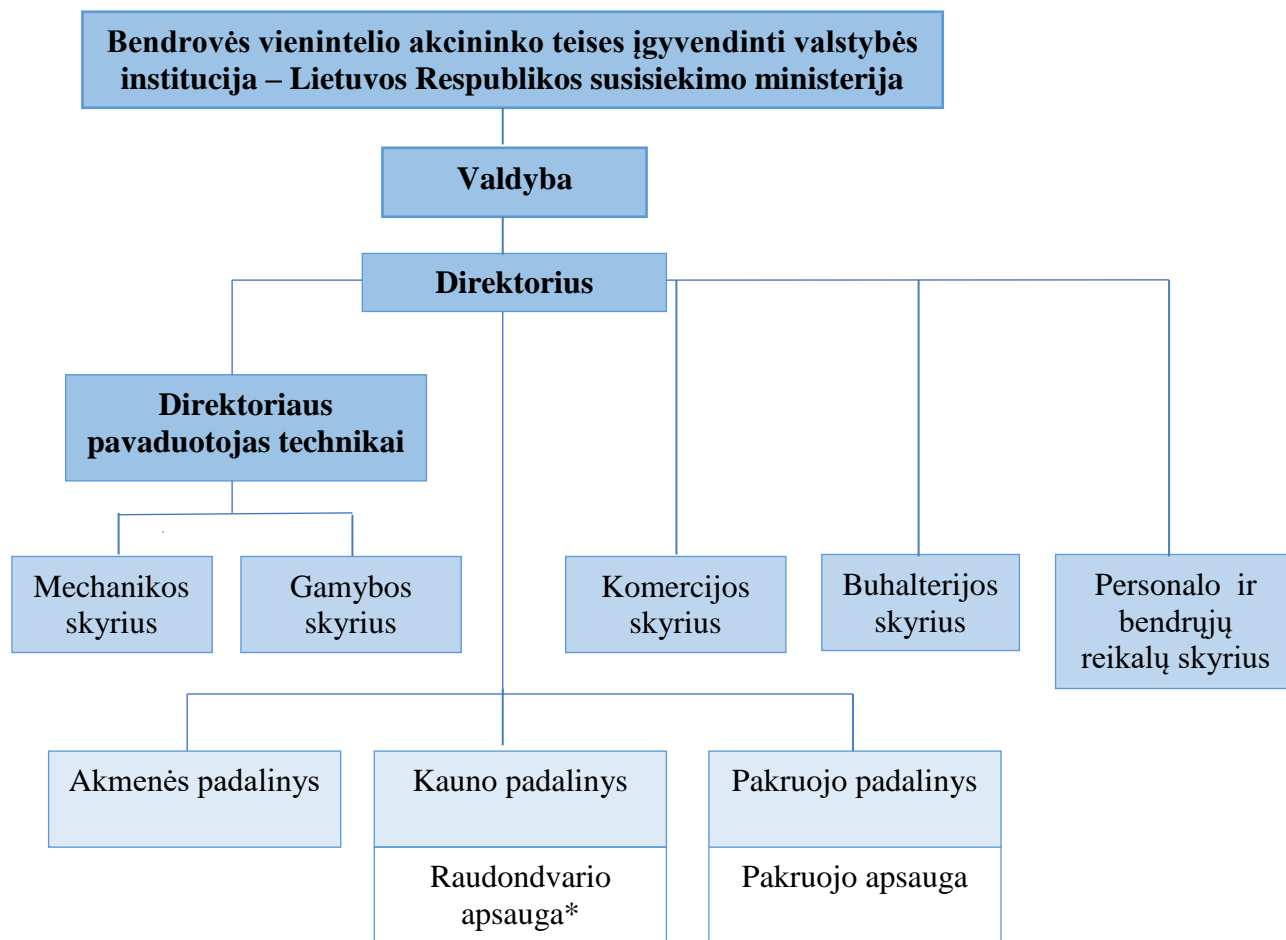 Bendrovės vienintelio akcininko teises įgyvendinti valstybės
institucija – Lietuvos Respublikos susisiekimo ministerija
Valdyba
Direktorius
Direktoriaus
pavaduotojas technikai
Mechanikos
skyrius
Gamybos
skyrius
Komercijos
skyrius
Buhalterijos
skyrius
Personalo ir
bendrųjų
reikalų skyrius
Akmenės padalinys
Kauno padalinys
Pakruojo padalinys
Raudondvario
apsauga*
Pakruojo apsauga